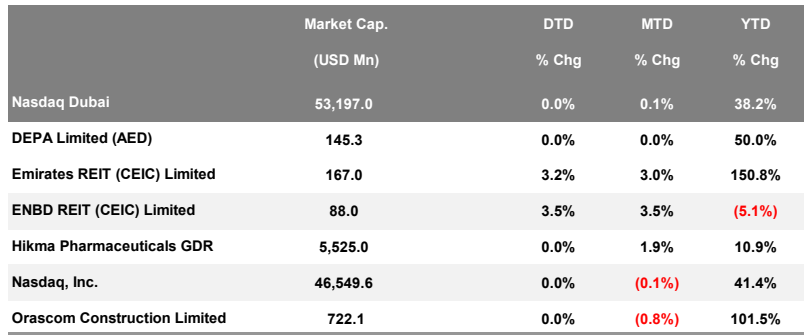 Market Cap. DTD MTD YTD
(USD Mn) % Chg % Chg % Chg
Nasdaq Dubai 53,197.0 0.0% 0.1% 38.2%
DEPA Limited (AED) 145.3 0.0% 0.0% 50.0%
Emirates REIT (CEIC) Limited 167.0 3.2% 3.0% 150.8%
ENBD REIT (CEIC) Limited 88.0 3.5% 3.5% (5.1%)
Hikma Pharmaceuticals GDR 5,525.0 0.0% 1.9% 10.9%
Nasdaq, Inc. 46,549.6 0.0% (0.1%) 41.4%
Orascom Construction Limited 722.1 0.0% (0.8%) 101.5%